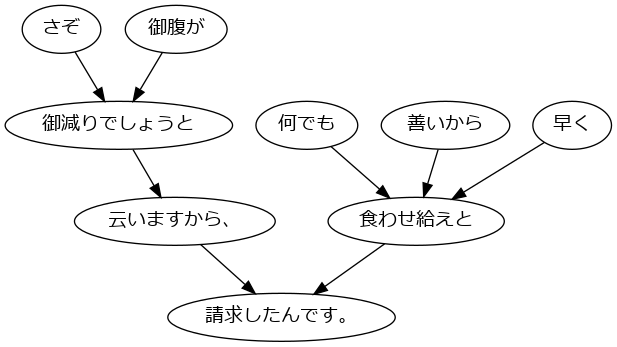 さぞ
御腹が
御減りでしょうと
何でも
善いから
早く
云いますから、
食わせ給えと
請求したんです。